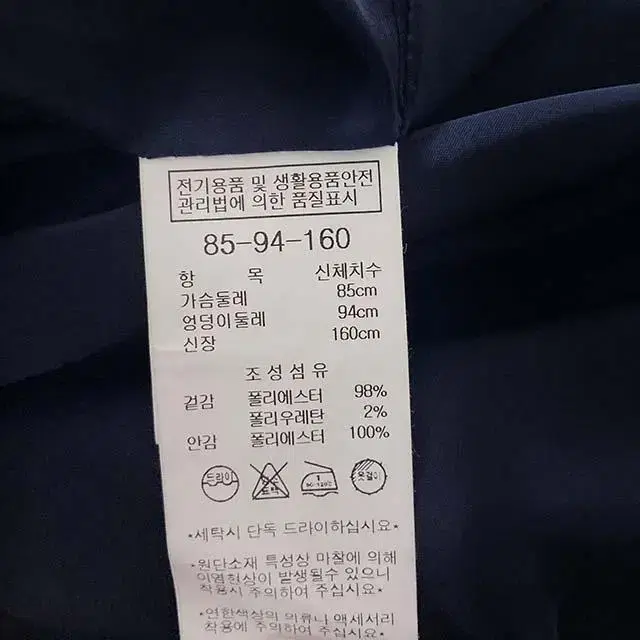 전기용품 및 생활용품안전
관리법에 의한 품질표시
85-94-160
항 목 신체치수
가슴둘레 85cm
엉덩이둘레 94cm
신장 160cm
조성섬유
겉감 폴리에스터 98%
폴리우레탄 2%
안감 폴리에스터 100%
드라이 옷걸이
*세탁시 단독 드라이하십시요*
*원단소재 특성상 마찰에 의해
이염현상이 발생될수 있으니
착용시 주의하여 주십시요*
*연한색상의 의류나 액세서리
착용에 주의하여 주십시요*